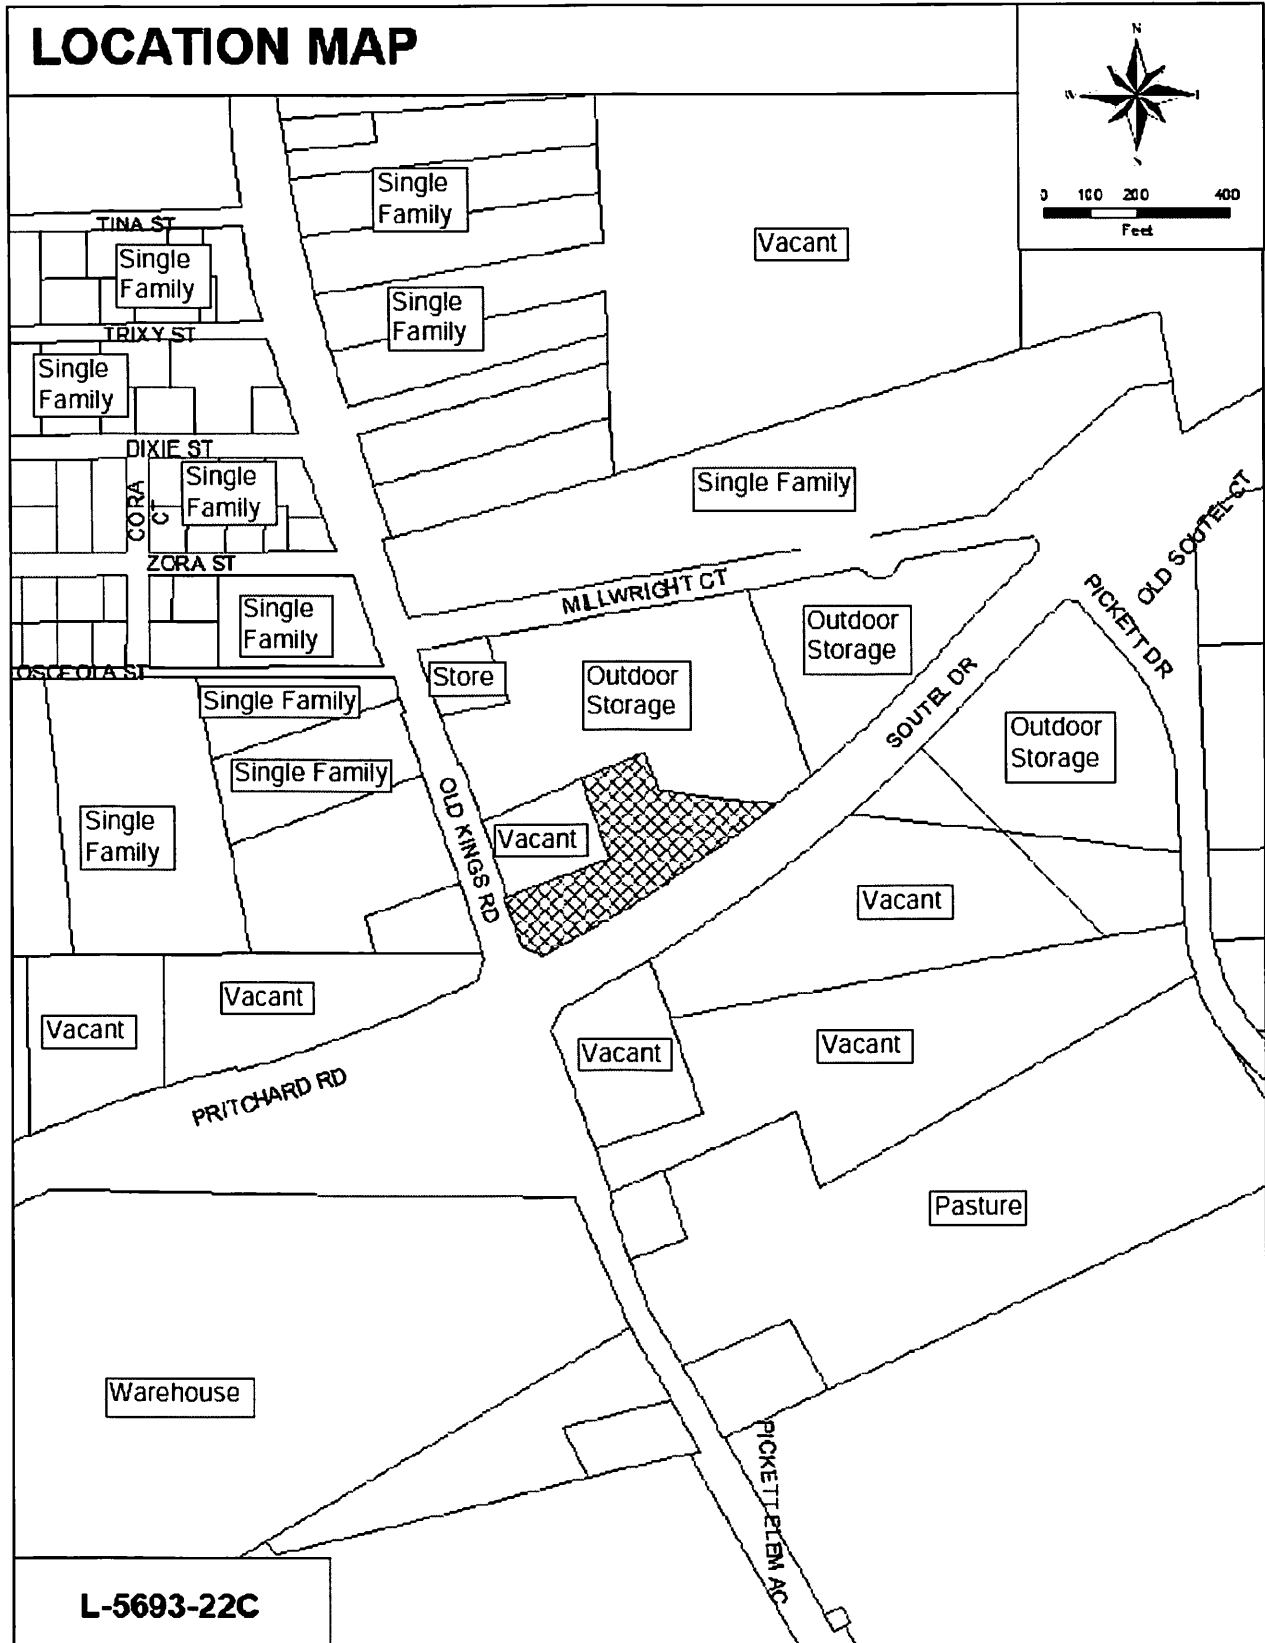 LOCATION MAP
N
W
0 100 200 400
Feet
Single
Family
TINA ST
Vacant
Single
Family
Single
Family
TRIXY ST
Single
Family
DIXIE ST
Single
Family
CORA
CT
Single Family
OLD SOUTEL CT
ZORA ST
MILLWRIGHT CT
PICKETT DR
Single
Family
Outdoor
Storage
OSCEOLA ST
Store
Outdoor
Storage
Single Family
SOUTEL DR
Outdoor
Storage
Single Family
OLD KINGS RD
Single
Family
Vacant
Vacant
Vacant
Vacant
Vacant
Vacant
PRITCHARD RD
Pasture
Warehouse
L-5693-22C